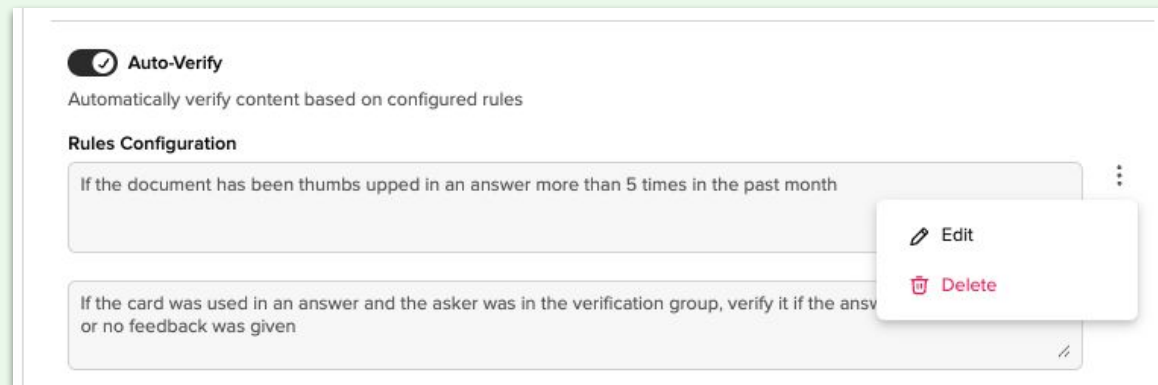 Auto-Verify
Automatically verify content based on configured rules
Rules Configuration
If the document has been thumbs upped in an answer more than 5 times in the past month
Edit
Delete
If the card was used in an answer and the asker was in the verification group, verify it if the
or no feedback was given